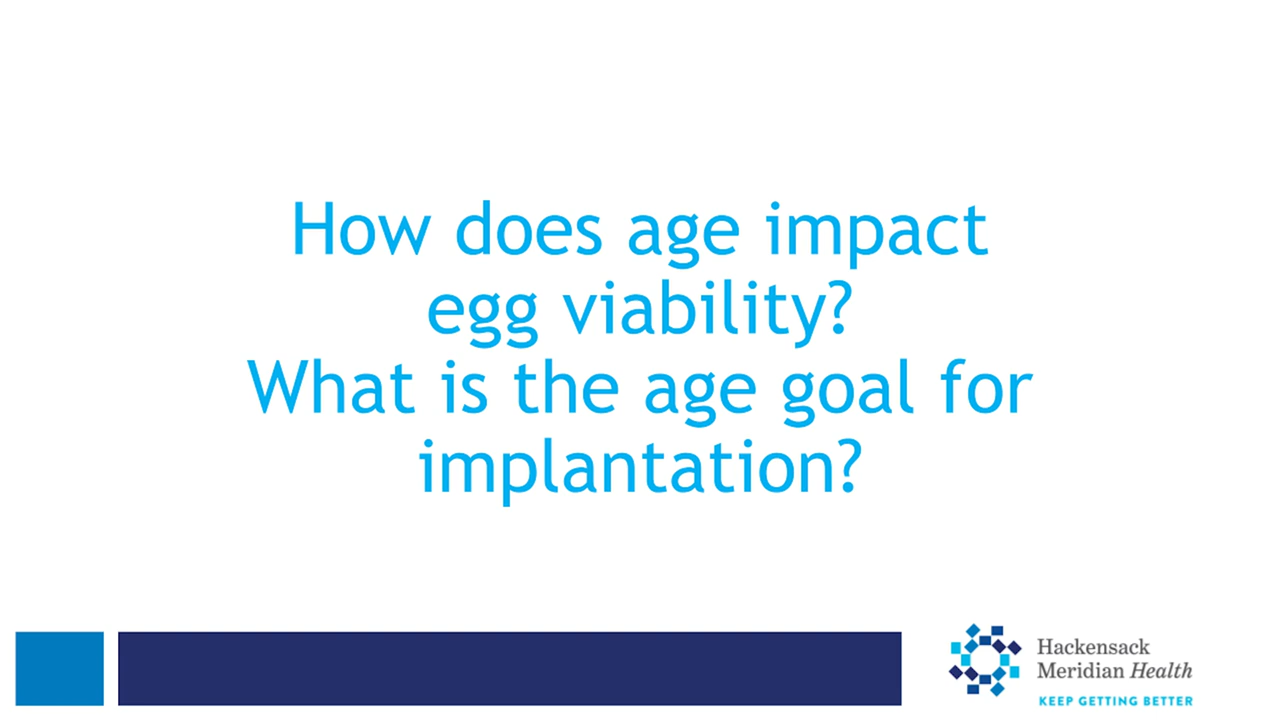 How does age impact
egg viability?
What is the age goal for
implantation?
Hackensack
Meridian Health
KEEP GETTING BETTER